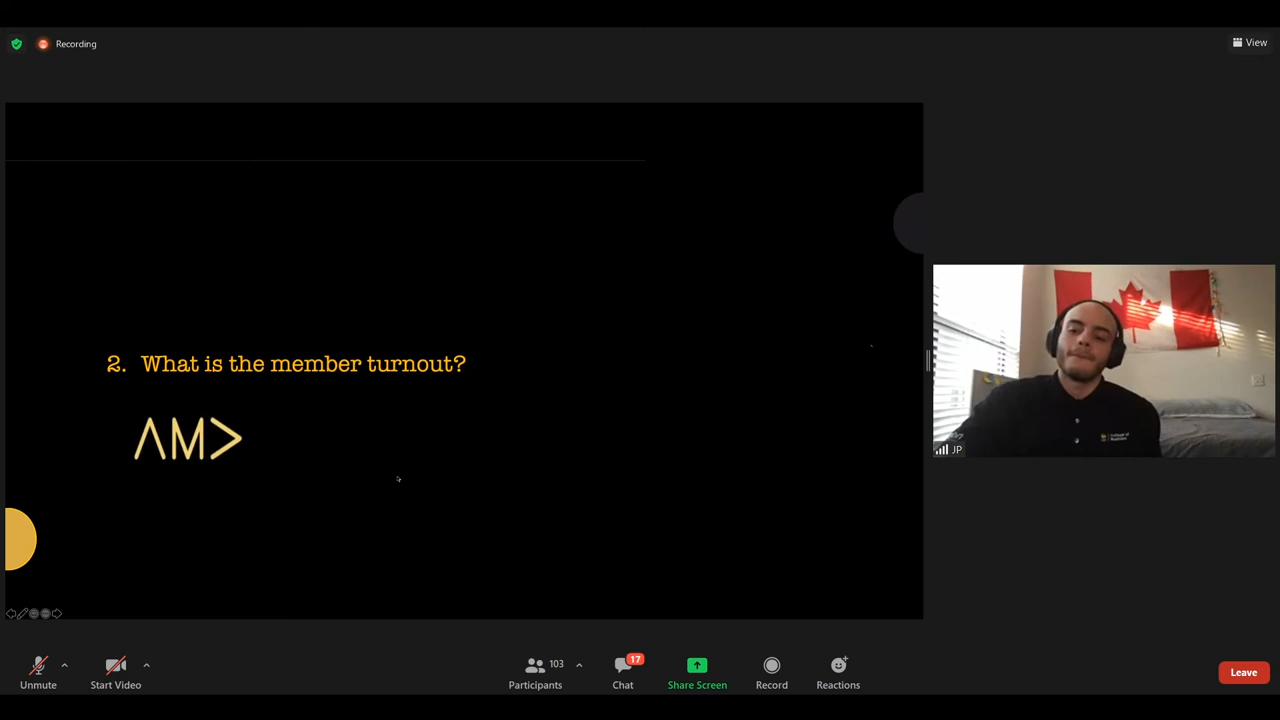 Recording
View
2. What is the member turnout?
ΛM>
JP
Unmute
Start Video
103
Participants
17
Chat
Share Screen
Record
Reactions
Leave